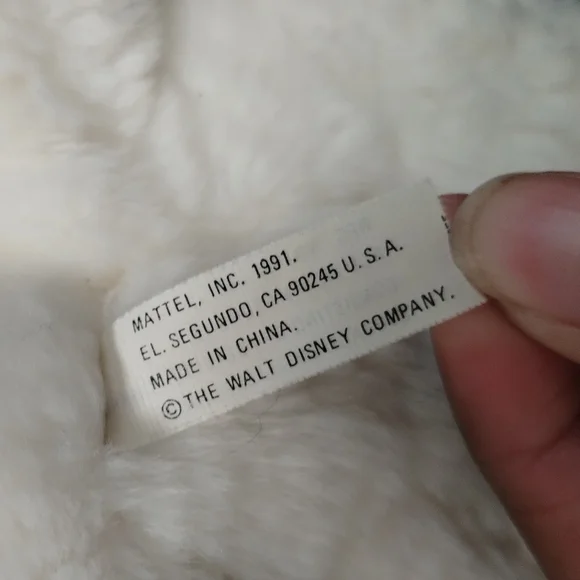 MATTEL, INC. 1991.
EL. SEGUNDO, CA 90245 U.S.A.
MADE IN CHINA.
©THE WALT DISNEY COMPANY.